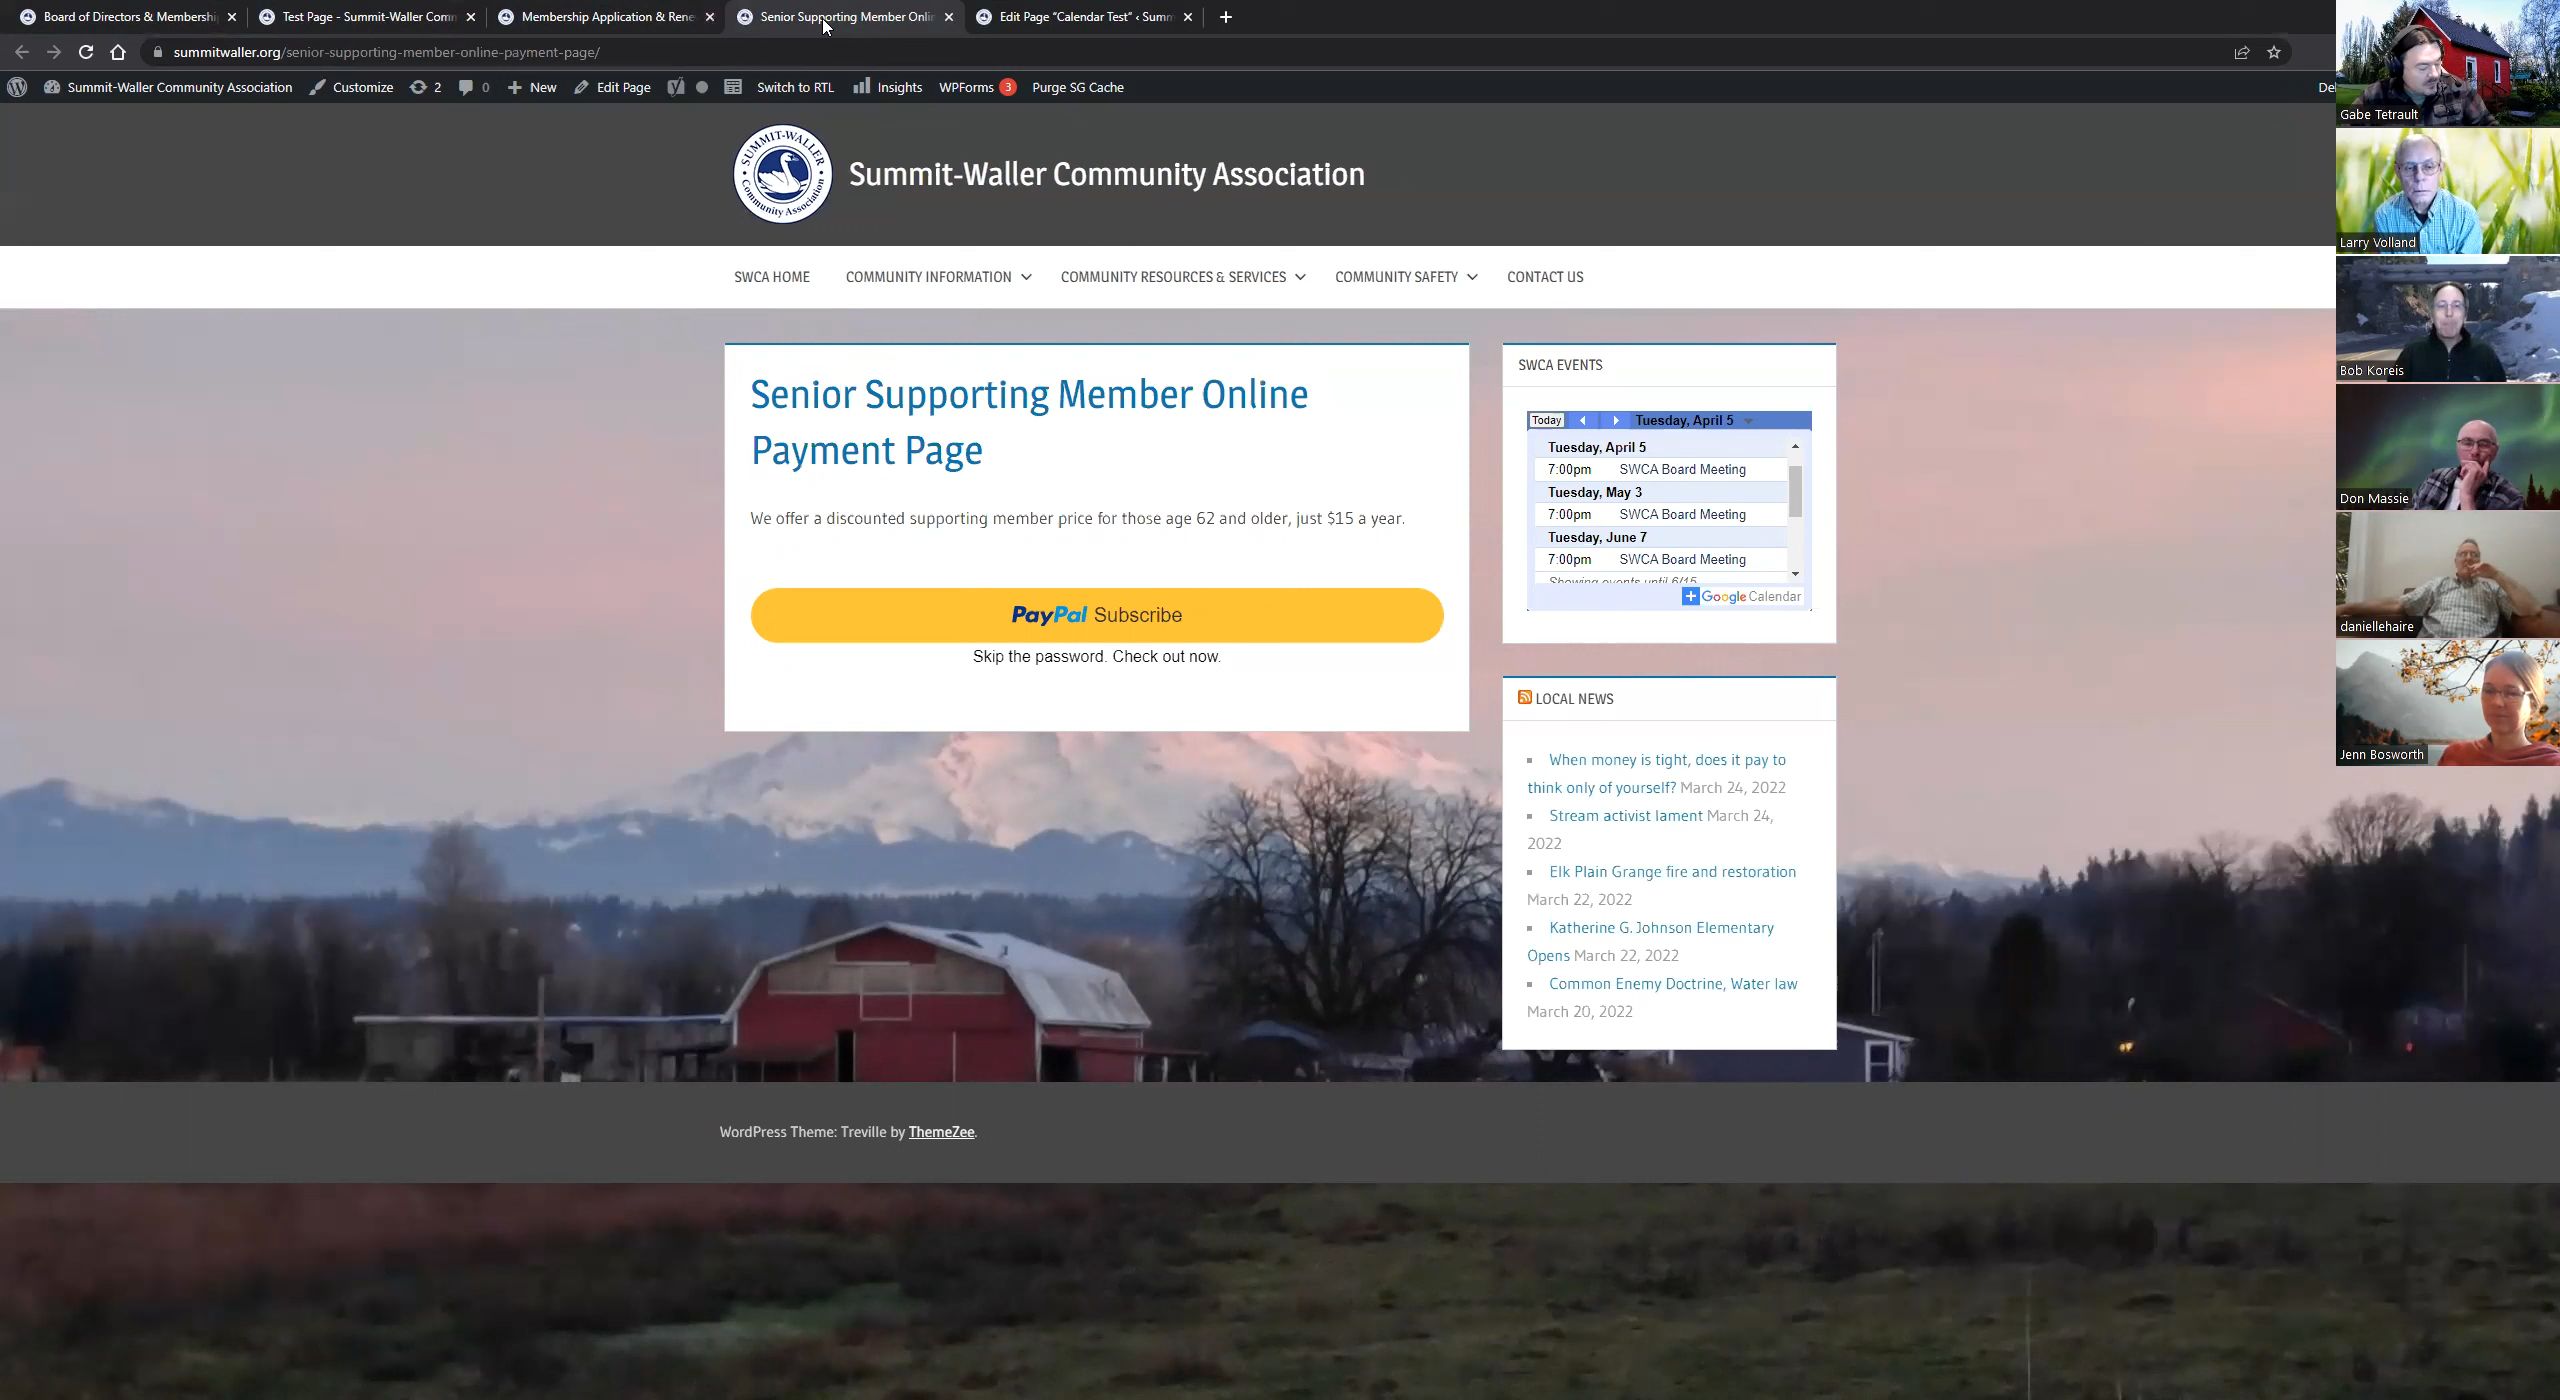 Board of Directors & Membershi
Test Page - Summit-Waller Comm
Membership Application & Rene
Senior Supporting Member Onlin
Edit Page "Calendar Test" ‹ Summ
summitwaller.org/senior-supporting-member-online-payment-page/
Summit-Waller Community Association
Customize
2
0
New
Edit Page
Switch to RTL
Insights
WPForms 3
Purge SG Cache
SUMMIT-WALLER
Community Association
Summit-Waller Community Association
SWCA HOME
COMMUNITY INFORMATION
COMMUNITY RESOURCES & SERVICES
COMMUNITY SAFETY
CONTACT US
Senior Supporting Member Online
Payment Page
We offer a discounted supporting member price for those age 62 and older, just $15 a year.
PayPal Subscribe
Skip the password. Check out now.
SWCA EVENTS
Today
Tuesday, April 5
Tuesday, April 5
7:00pm SWCA Board Meeting
Tuesday, May 3
7:00pm SWCA Board Meeting
Tuesday, June 7
7:00pm SWCA Board Meeting
Showing events until 6/15
Google Calendar
LOCAL NEWS
When money is tight, does it pay to
think only of yourself? March 24, 2022
Stream activist lament March 24,
2022
Elk Plain Grange fire and restoration
March 22, 2022
Katherine G. Johnson Elementary
Opens March 22, 2022
Common Enemy Doctrine, Water law
March 20, 2022
WordPress Theme: Treville by ThemeZee.
Gabe Tetrault
Larry Volland
Bob Koreis
Don Massie
daniellehaire
Jenn Bosworth